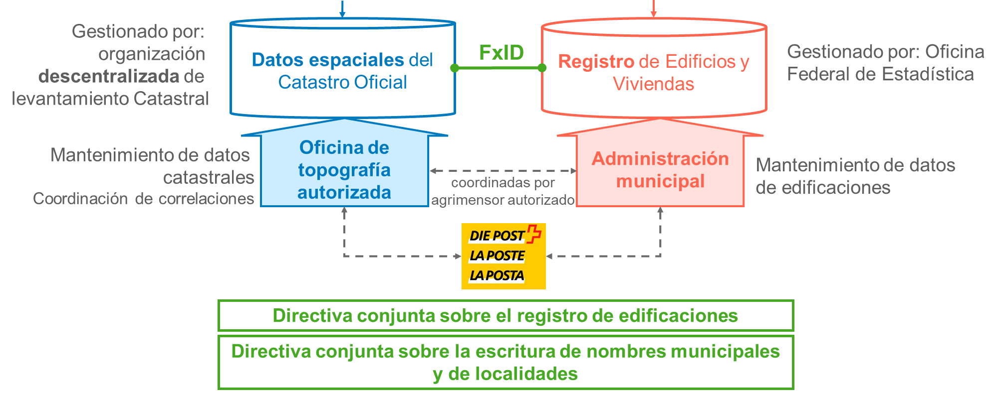 Gestionado por:
organización
descentralizada de
levantamiento Catastral
Datos espaciales del
Catastro Oficial
FxID
Registro de Edificios y
Viviendas
Gestionado por: Oficina
Federal de Estadística
Mantenimiento de datos
catastrales
Coordinación de correlaciones
Oficina de
topografía
autorizada
coordinadas por
agrimensor autorizado
Administración
municipal
Mantenimiento de datos
de edificaciones
DIE POST
LA POSTE
LA POSTA
Directiva conjunta sobre el registro de edificaciones
Directiva conjunta sobre la escritura de nombres municipales
y de localidades